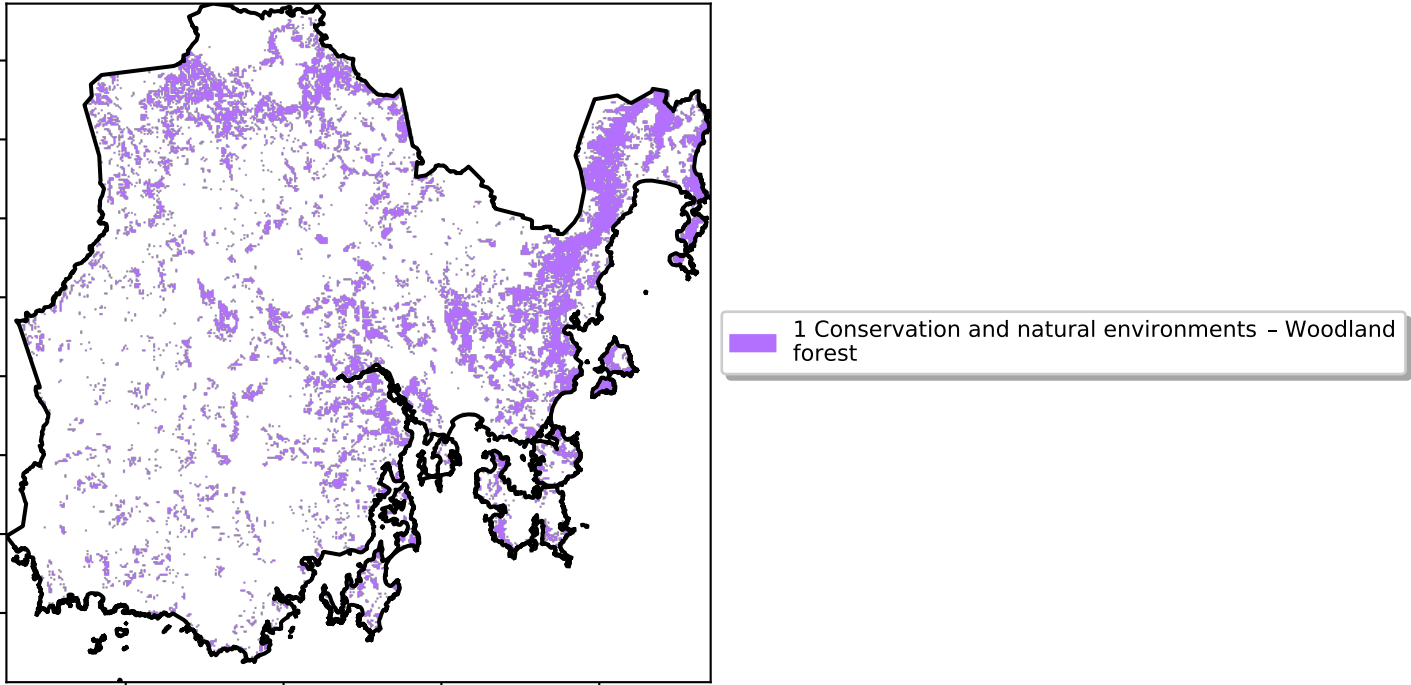 1 Conservation and natural environments – Woodland
forest